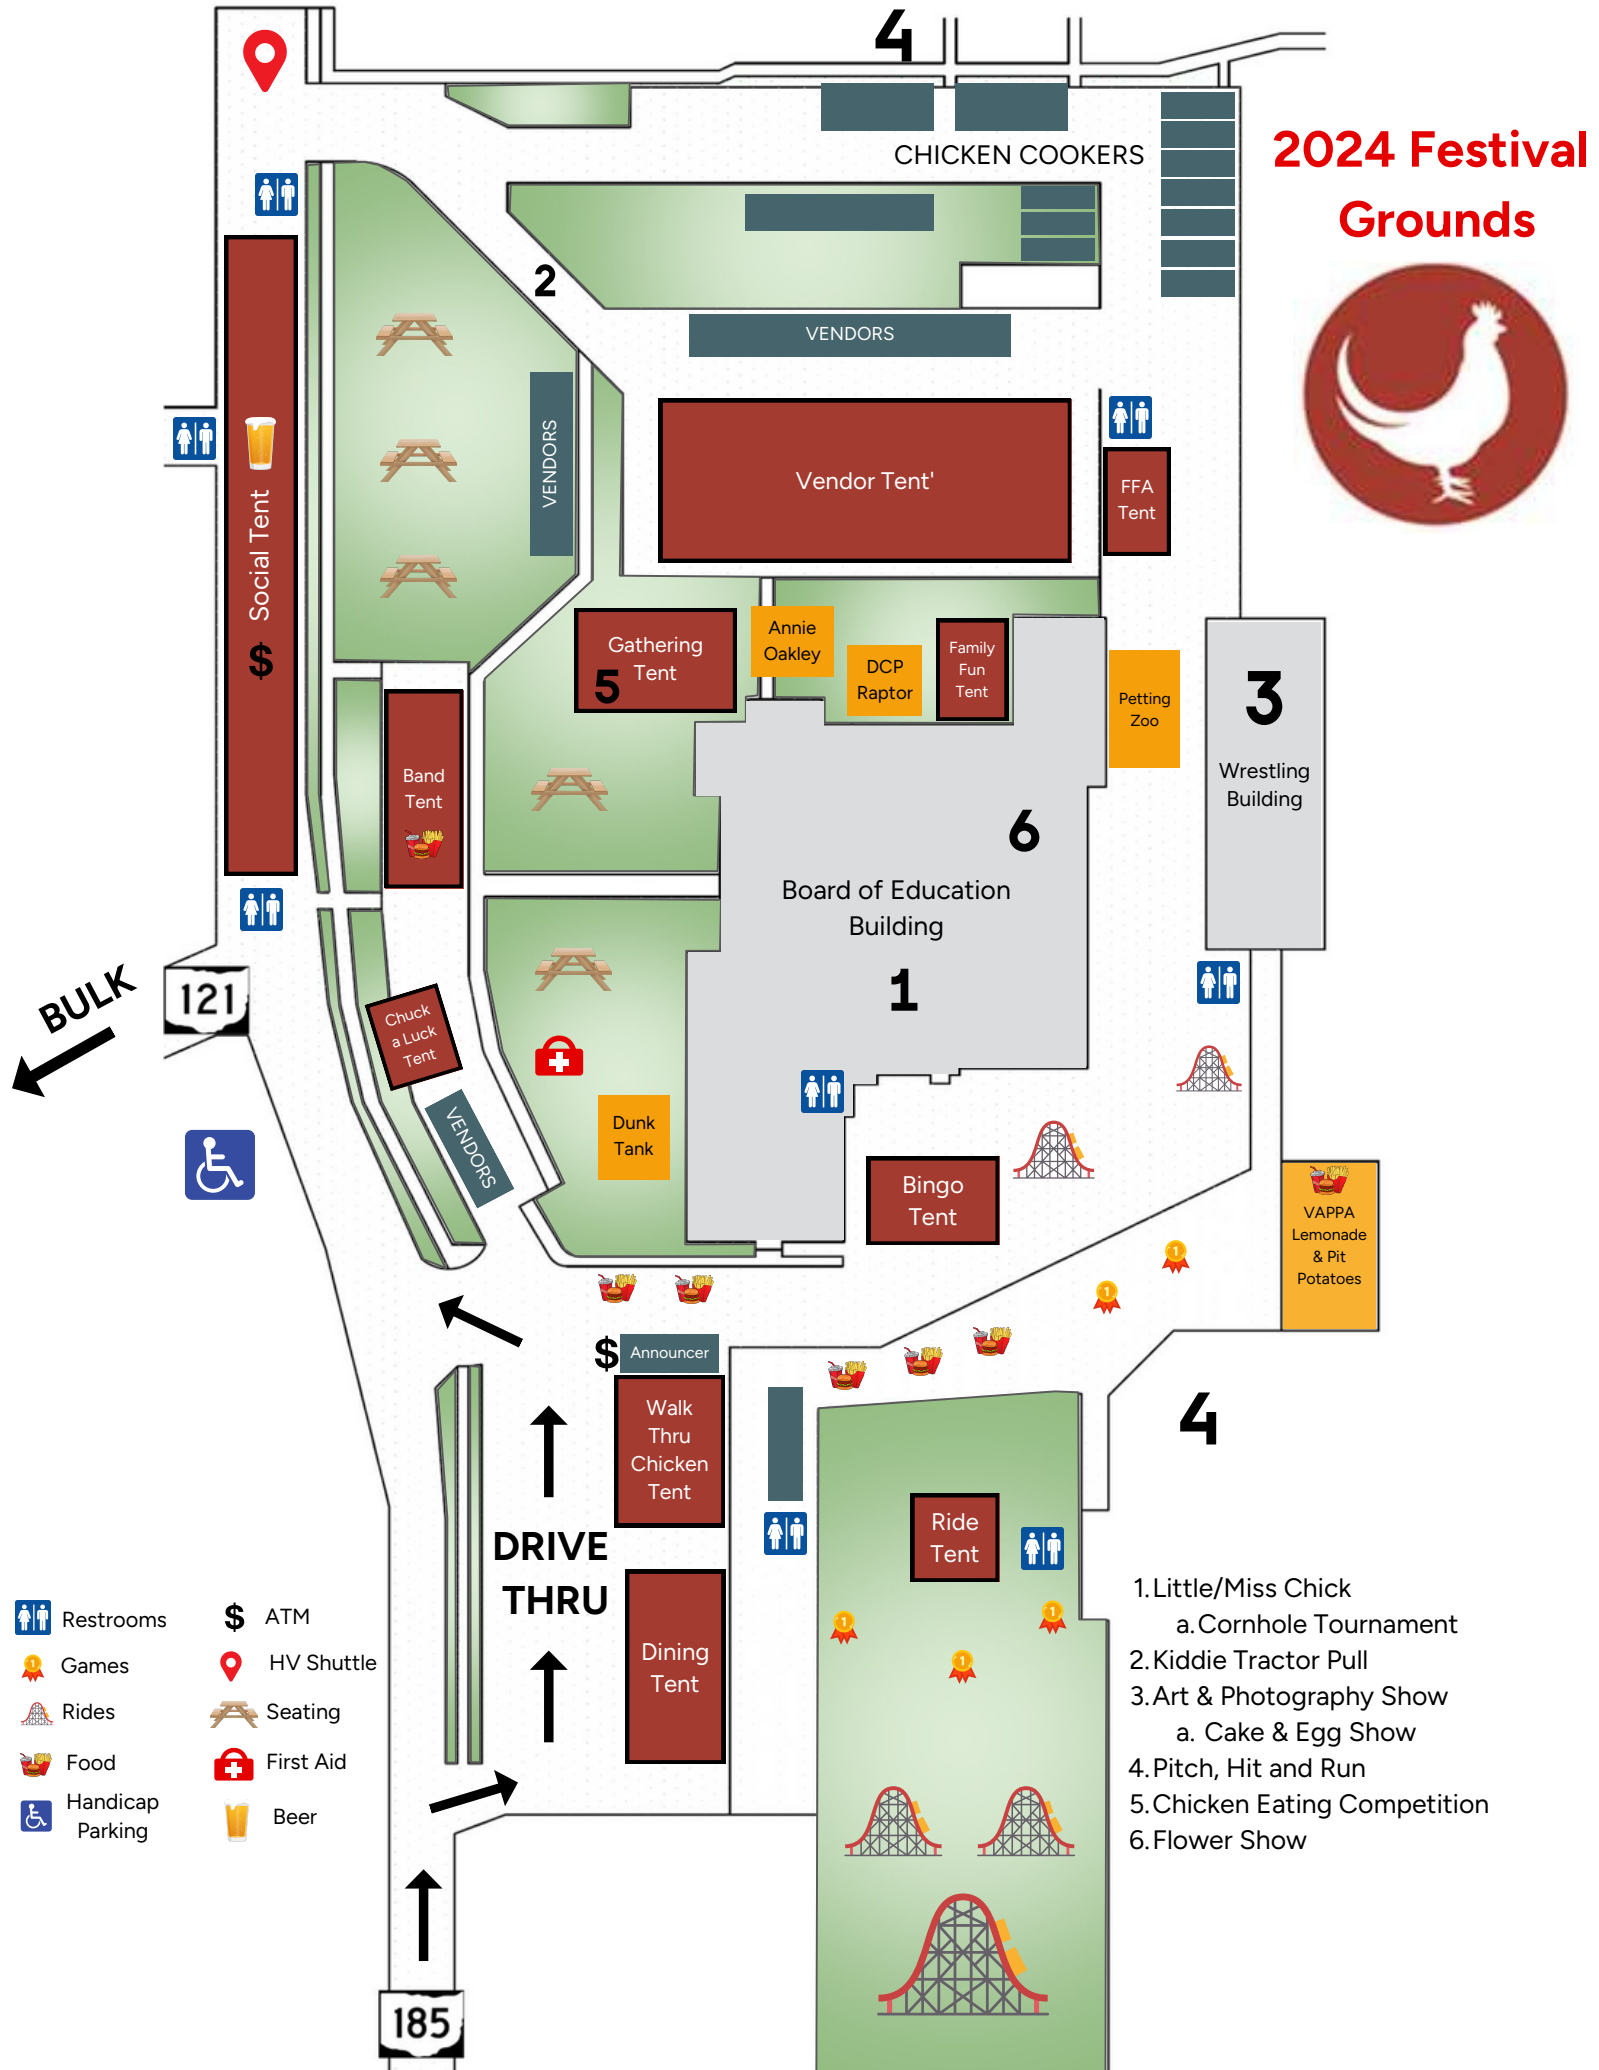 4
2024 Festival
Grounds
CHICKEN COOKERS
2
VENDORS
VENDORS
Vendor Tent'
FFA
Tent
Social Tent
$
Gathering
Tent
5
Annie
Oakley
DCP
Raptor
Family
Fun
Tent
Petting
Zoo
3
Wrestling
Building
Band
Tent
6
Board of Education
Building
1
BULK
121
Chuck
a Luck
Tent
VENDORS
Dunk
Tank
Bingo
Tent
VAPPA
Lemonade
& Pit
Potatoes
$
Announcer
Walk
Thru
Chicken
Tent
4
DRIVE
THRU
Ride
Tent
Dining
Tent
Restrooms
Games
Rides
Food
Handicap
Parking
$ ATM
HV Shuttle
Seating
First Aid
Beer
1.Little/Miss Chick
a.Cornhole Tournament
2.Kiddie Tractor Pull
3.Art & Photography Show
a. Cake & Egg Show
4.Pitch, Hit and Run
5.Chicken Eating Competition
6.Flower Show
185